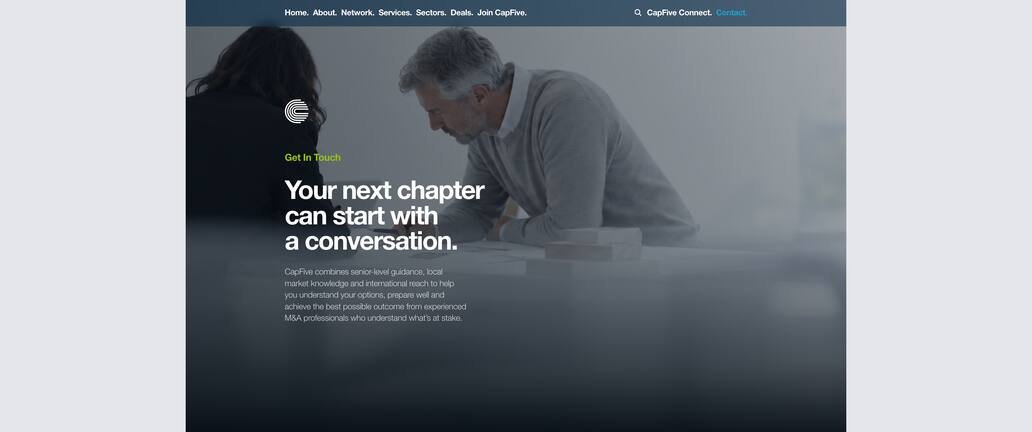 Home. About. Network. Services. Sectors. Deals. Join CapFive. CapFive Connect. Contact.
Get In Touch
Your next chapter
can start with
a conversation.
CapFive combines senior-level guidance, local
market knowledge and international reach to help
you understand your options, prepare well and
achieve the best possible outcome from experienced
M&A professionals who understand what's at stake.